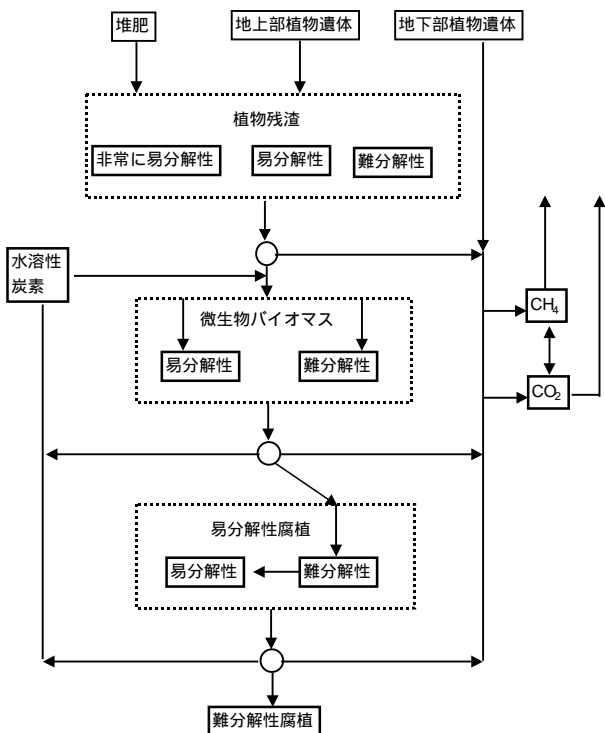 堆肥
地上部植物遺体
地下部植物遺体
植物残渣
非常に易分解性
易分解性
難分解性
水溶性
炭素
微生物バイオマス
易分解性
難分解性
CH₄
CO₂
易分解性腐植
易分解性
難分解性
難分解性腐植